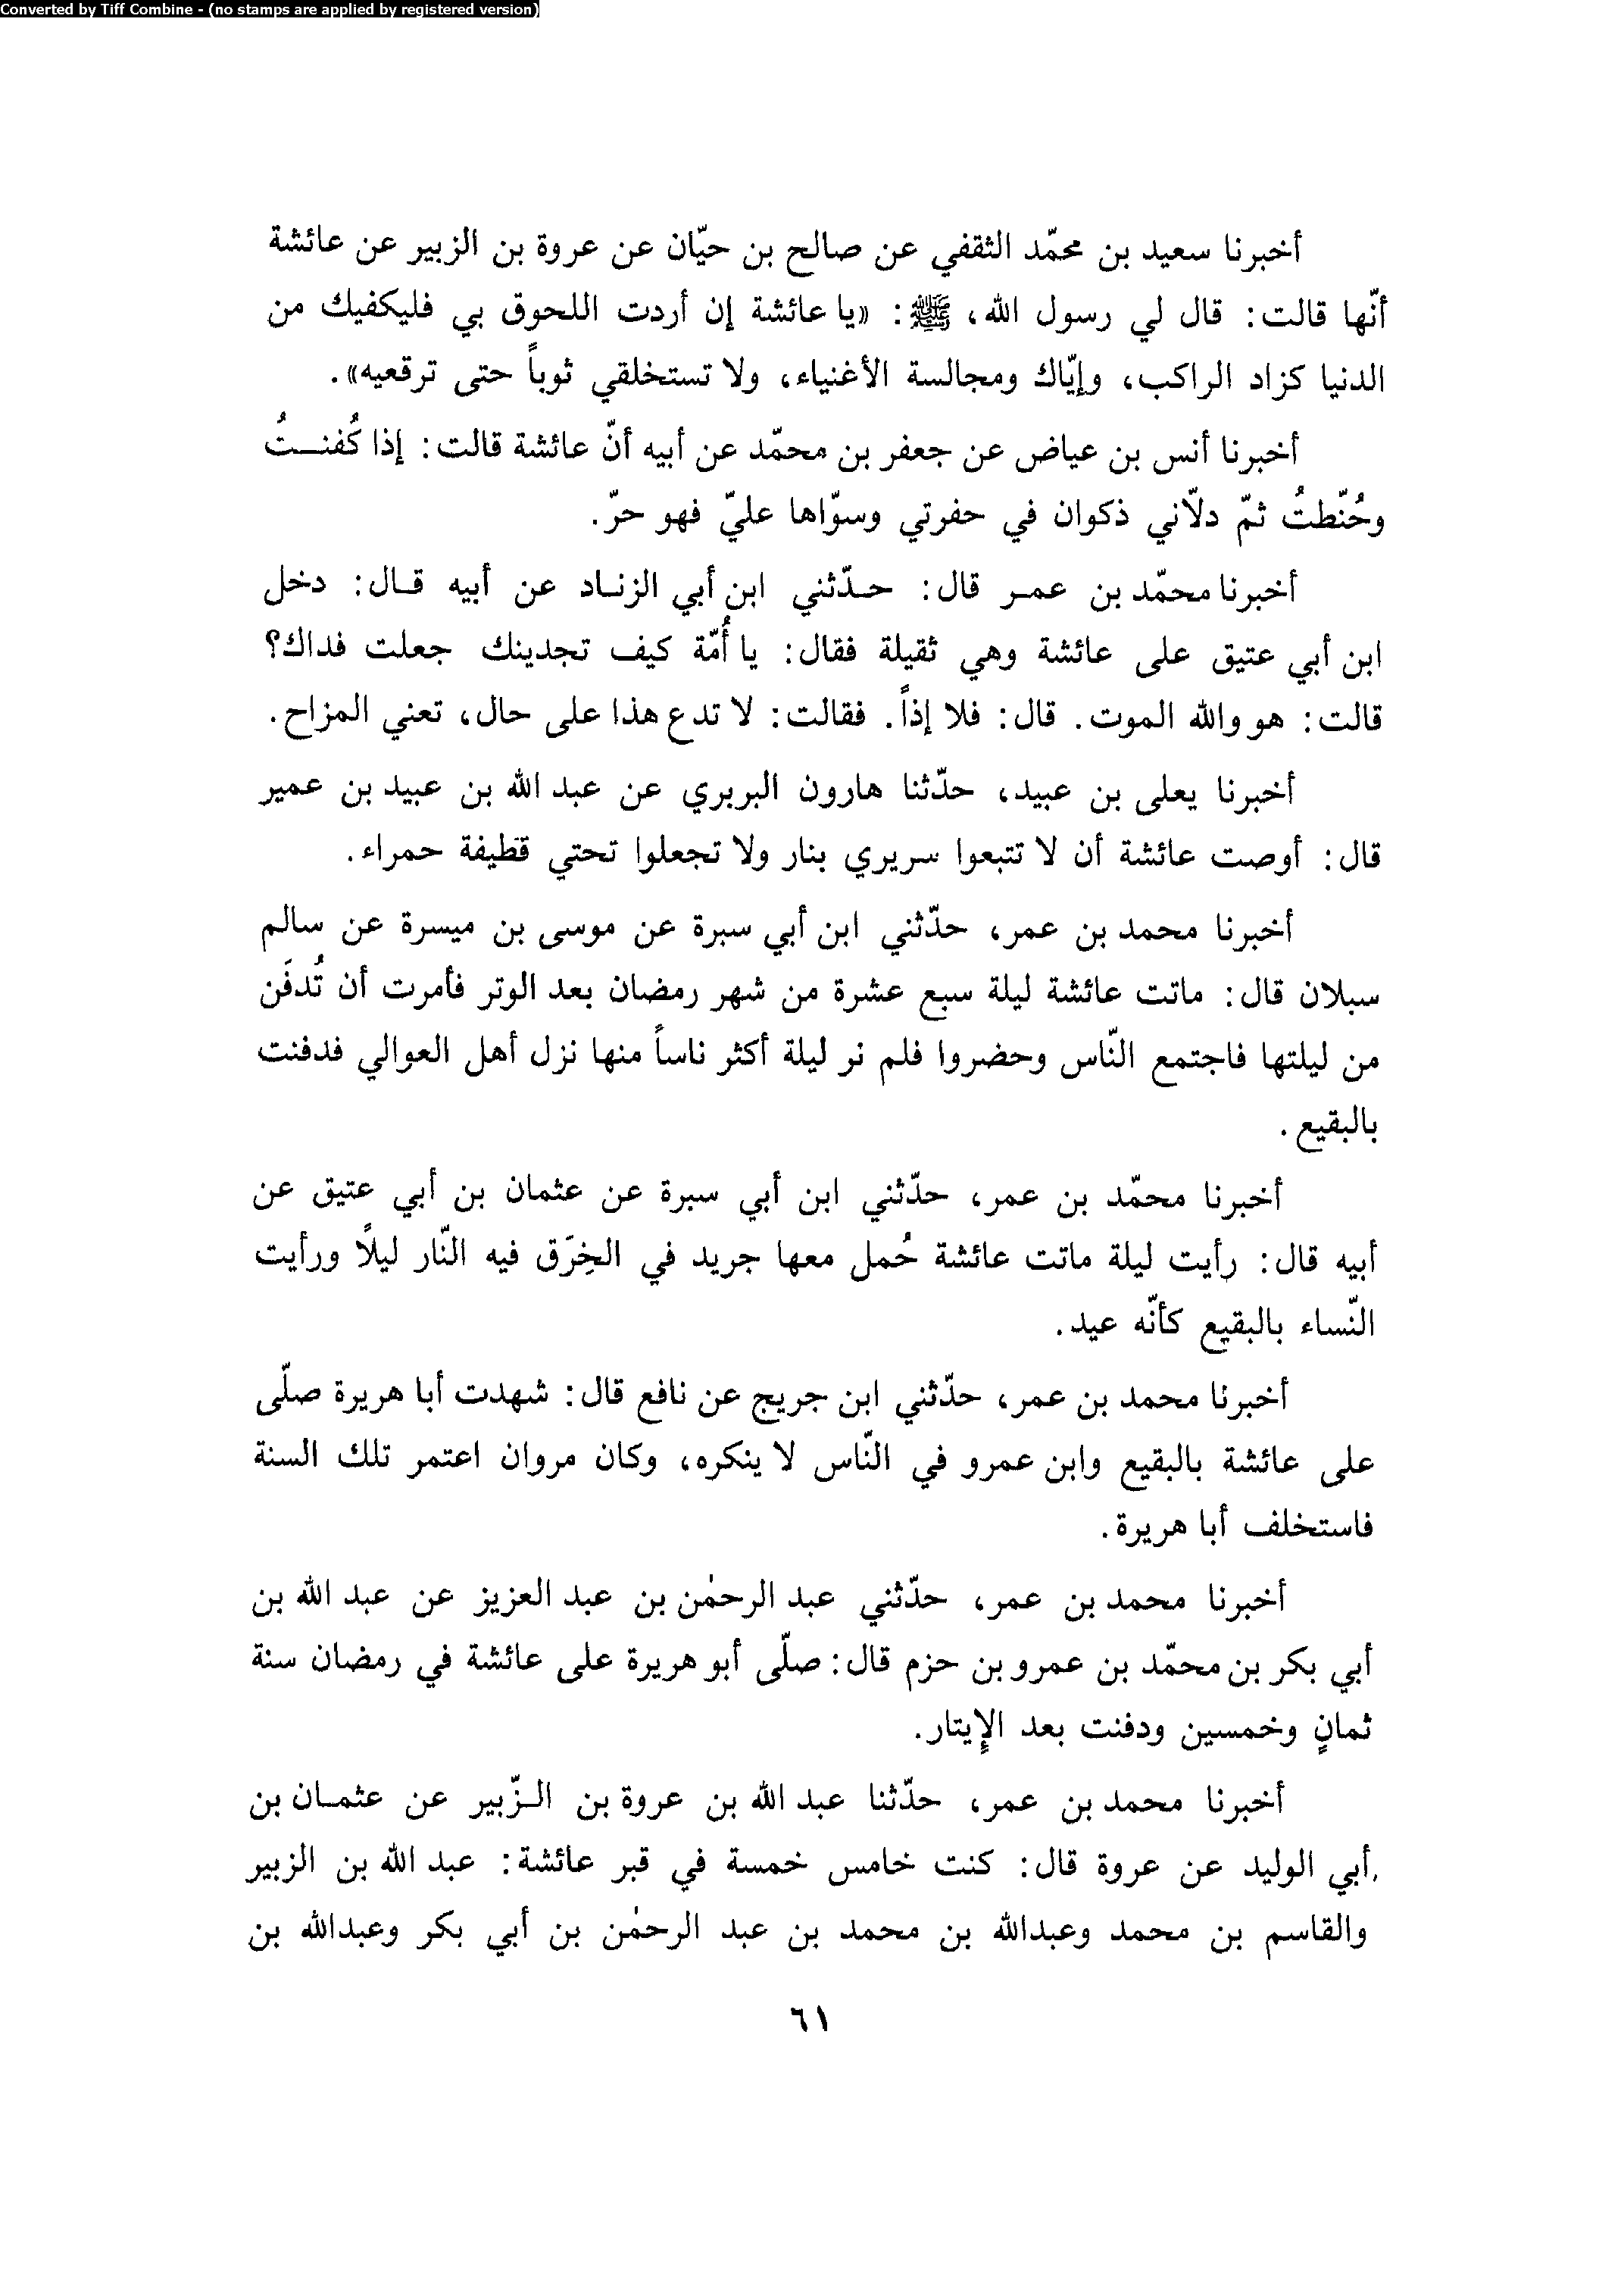 Converted by Tiff Combine - (no stamps are applied by registered version)
أخبرنا سعيد بن محمّد الثقفي عن صالح بن حيّان عن عروة بن الزبير عن عائشة
أنّها قالت: قال لي رسول الله، ﷺ: «يا عائشة إن أردت اللحوق بي فليكفيك من
الدنيا كزاد الراكب، وإيّاك ومجالسة الأغنياء، ولا تستخلقي ثوباً حتى ترقعيه».
أخبرنا أنس بن عياض عن جعفر بن محمّد عن أبيه أنّ عائشة قالت: إذا كُفنـتُ
وحُنّطتُ ثمّ دلّاني ذكوان في حفرتي وسوّاها عليّ فهو حرّ.
أخبرنا محمّد بن عمـر قال: حـدّثني ابن أبي الزنـاد عن أبيه قـال: دخل
ابن أبي عتيق على عائشة وهي ثقيلة فقال: يا أُمّة كيف تجدينك جعلت فداك؟
قالت: هو والله الموت. قال: فلا إذاً. فقالت: لا تدع هذا على حال، تعني المزاح.
أخبرنا يعلى بن عبيد، حدّثنا هارون البربري عن عبد الله بن عبيد بن عمير
قال: أوصت عائشة أن لا تتبعوا سريري بنار ولا تجعلوا تحتي قطيفة حمراء.
أخبرنا محمد بن عمر، حدّثني ابن أبي سبرة عن موسى بن ميسرة عن سالم
سبلان قال: ماتت عائشة ليلة سبع عشرة من شهر رمضان بعد الوتر فأمرت أن تُدفَن
من ليلتها فاجتمع النّاس وحضروا فلم نر ليلة أكثر ناساً منها نزل أهل العوالي فدفنت
بالبقيع.
أخبرنا محمّد بن عمر، حدّثني ابن أبي سبرة عن عثمان بن أبي عتيق عن
أبيه قال: رأيت ليلة ماتت عائشة حُمل معها جريد في الخِرَق فيه النّار ليلًا ورأيت
النّساء بالبقيع كأنّه عيد.
أخبرنا محمد بن عمر، حدّثني ابن جريج عن نافع قال: شهدت أبا هريرة صلّى
على عائشة بالبقيع وابن عمرو في النّاس لا ينكره، وكان مروان اعتمر تلك السنة
فاستخلف أبا هريرة.
أخبرنا محمد بن عمر، حدّثني عبد الرحمٰن بن عبد العزيز عن عبد الله بن
أبي بكر بن محمّد بن عمرو بن حزم قال: صلّى أبو هريرة على عائشة في رمضان سنة
ثمانٍ وخمسين ودفنت بعد الإِيتار.
أخبرنا محمد بن عمر، حدّثنا عبد الله بن عروة بن الـزّبير عن عثمـان بن
أبي الوليد عن عروة قال: كنت خامس خمسة في قبر عائشة: عبد الله بن الزبير
والقاسم بن محمد وعبدالله بن محمد بن عبد الرحمٰن بن أبي بكر وعبدالله بن
٦١